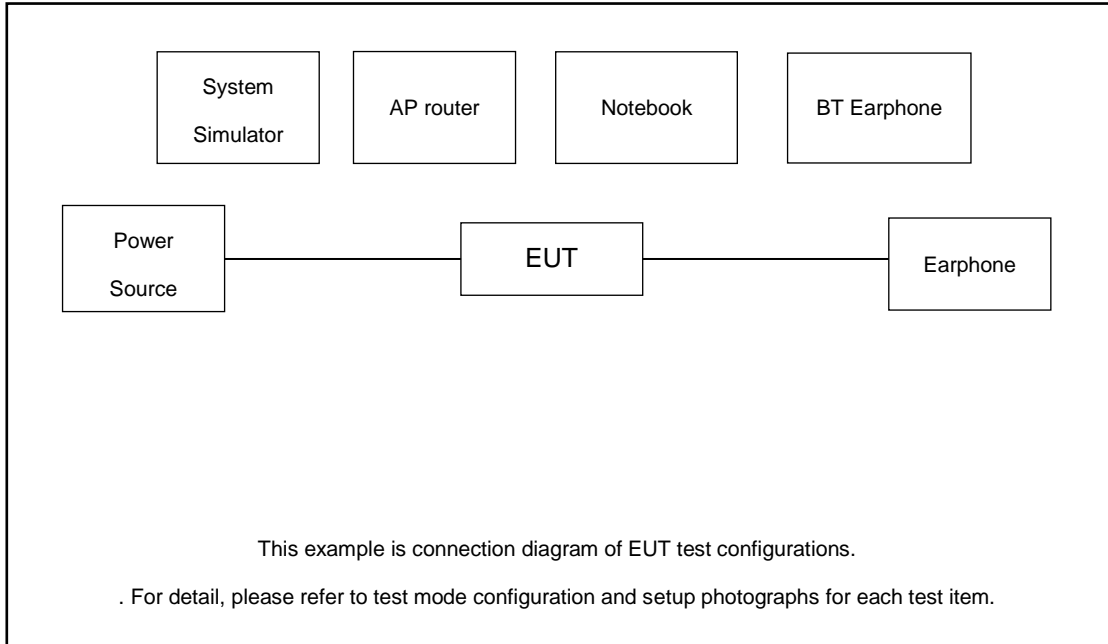 System
Simulator
AP router
Notebook
BT Earphone
Power
Source
EUT
Earphone
This example is connection diagram of EUT test configurations.
. For detail, please refer to test mode configuration and setup photographs for each test item.